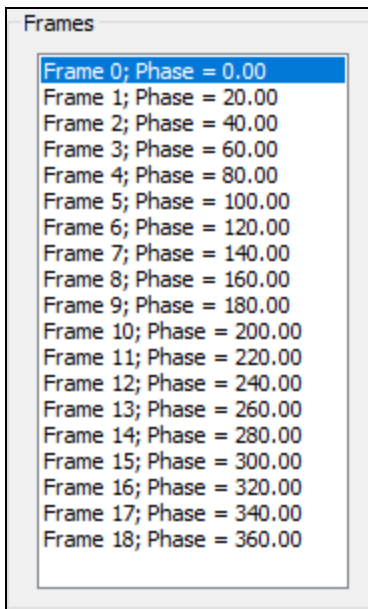 Frames
Frame 0; Phase = 0.00
Frame 1; Phase = 20.00
Frame 2; Phase = 40.00
Frame 3; Phase = 60.00
Frame 4; Phase = 80.00
Frame 5; Phase = 100.00
Frame 6; Phase = 120.00
Frame 7; Phase = 140.00
Frame 8; Phase = 160.00
Frame 9; Phase = 180.00
Frame 10; Phase = 200.00
Frame 11; Phase = 220.00
Frame 12; Phase = 240.00
Frame 13; Phase = 260.00
Frame 14; Phase = 280.00
Frame 15; Phase = 300.00
Frame 16; Phase = 320.00
Frame 17; Phase = 340.00
Frame 18; Phase = 360.00